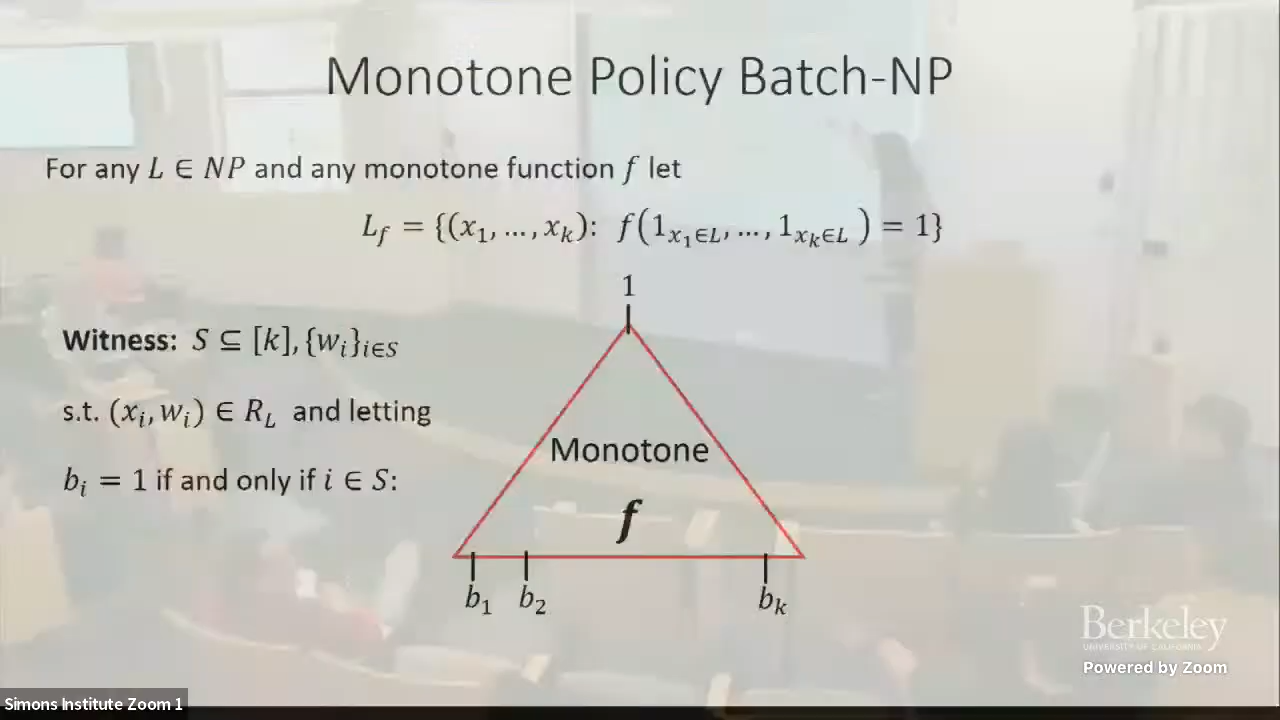 Monotone Policy Batch-NP
For any L ∈ NP and any monotone function f let
L_f = {(x_1, …, x_k): f(1_{x_1∈L}, …, 1_{x_k∈L} ) = 1}
1
Witness: S ⊆ [k], {w_i}_{i∈S}
s.t. (x_i, w_i) ∈ R_L and letting
Monotone
b_i = 1 if and only if i ∈ S:
f
b_1 b_2 b_k
Berkeley
UNIVERSITY OF CALIFORNIA
Powered by Zoom
Simons Institute Zoom 1